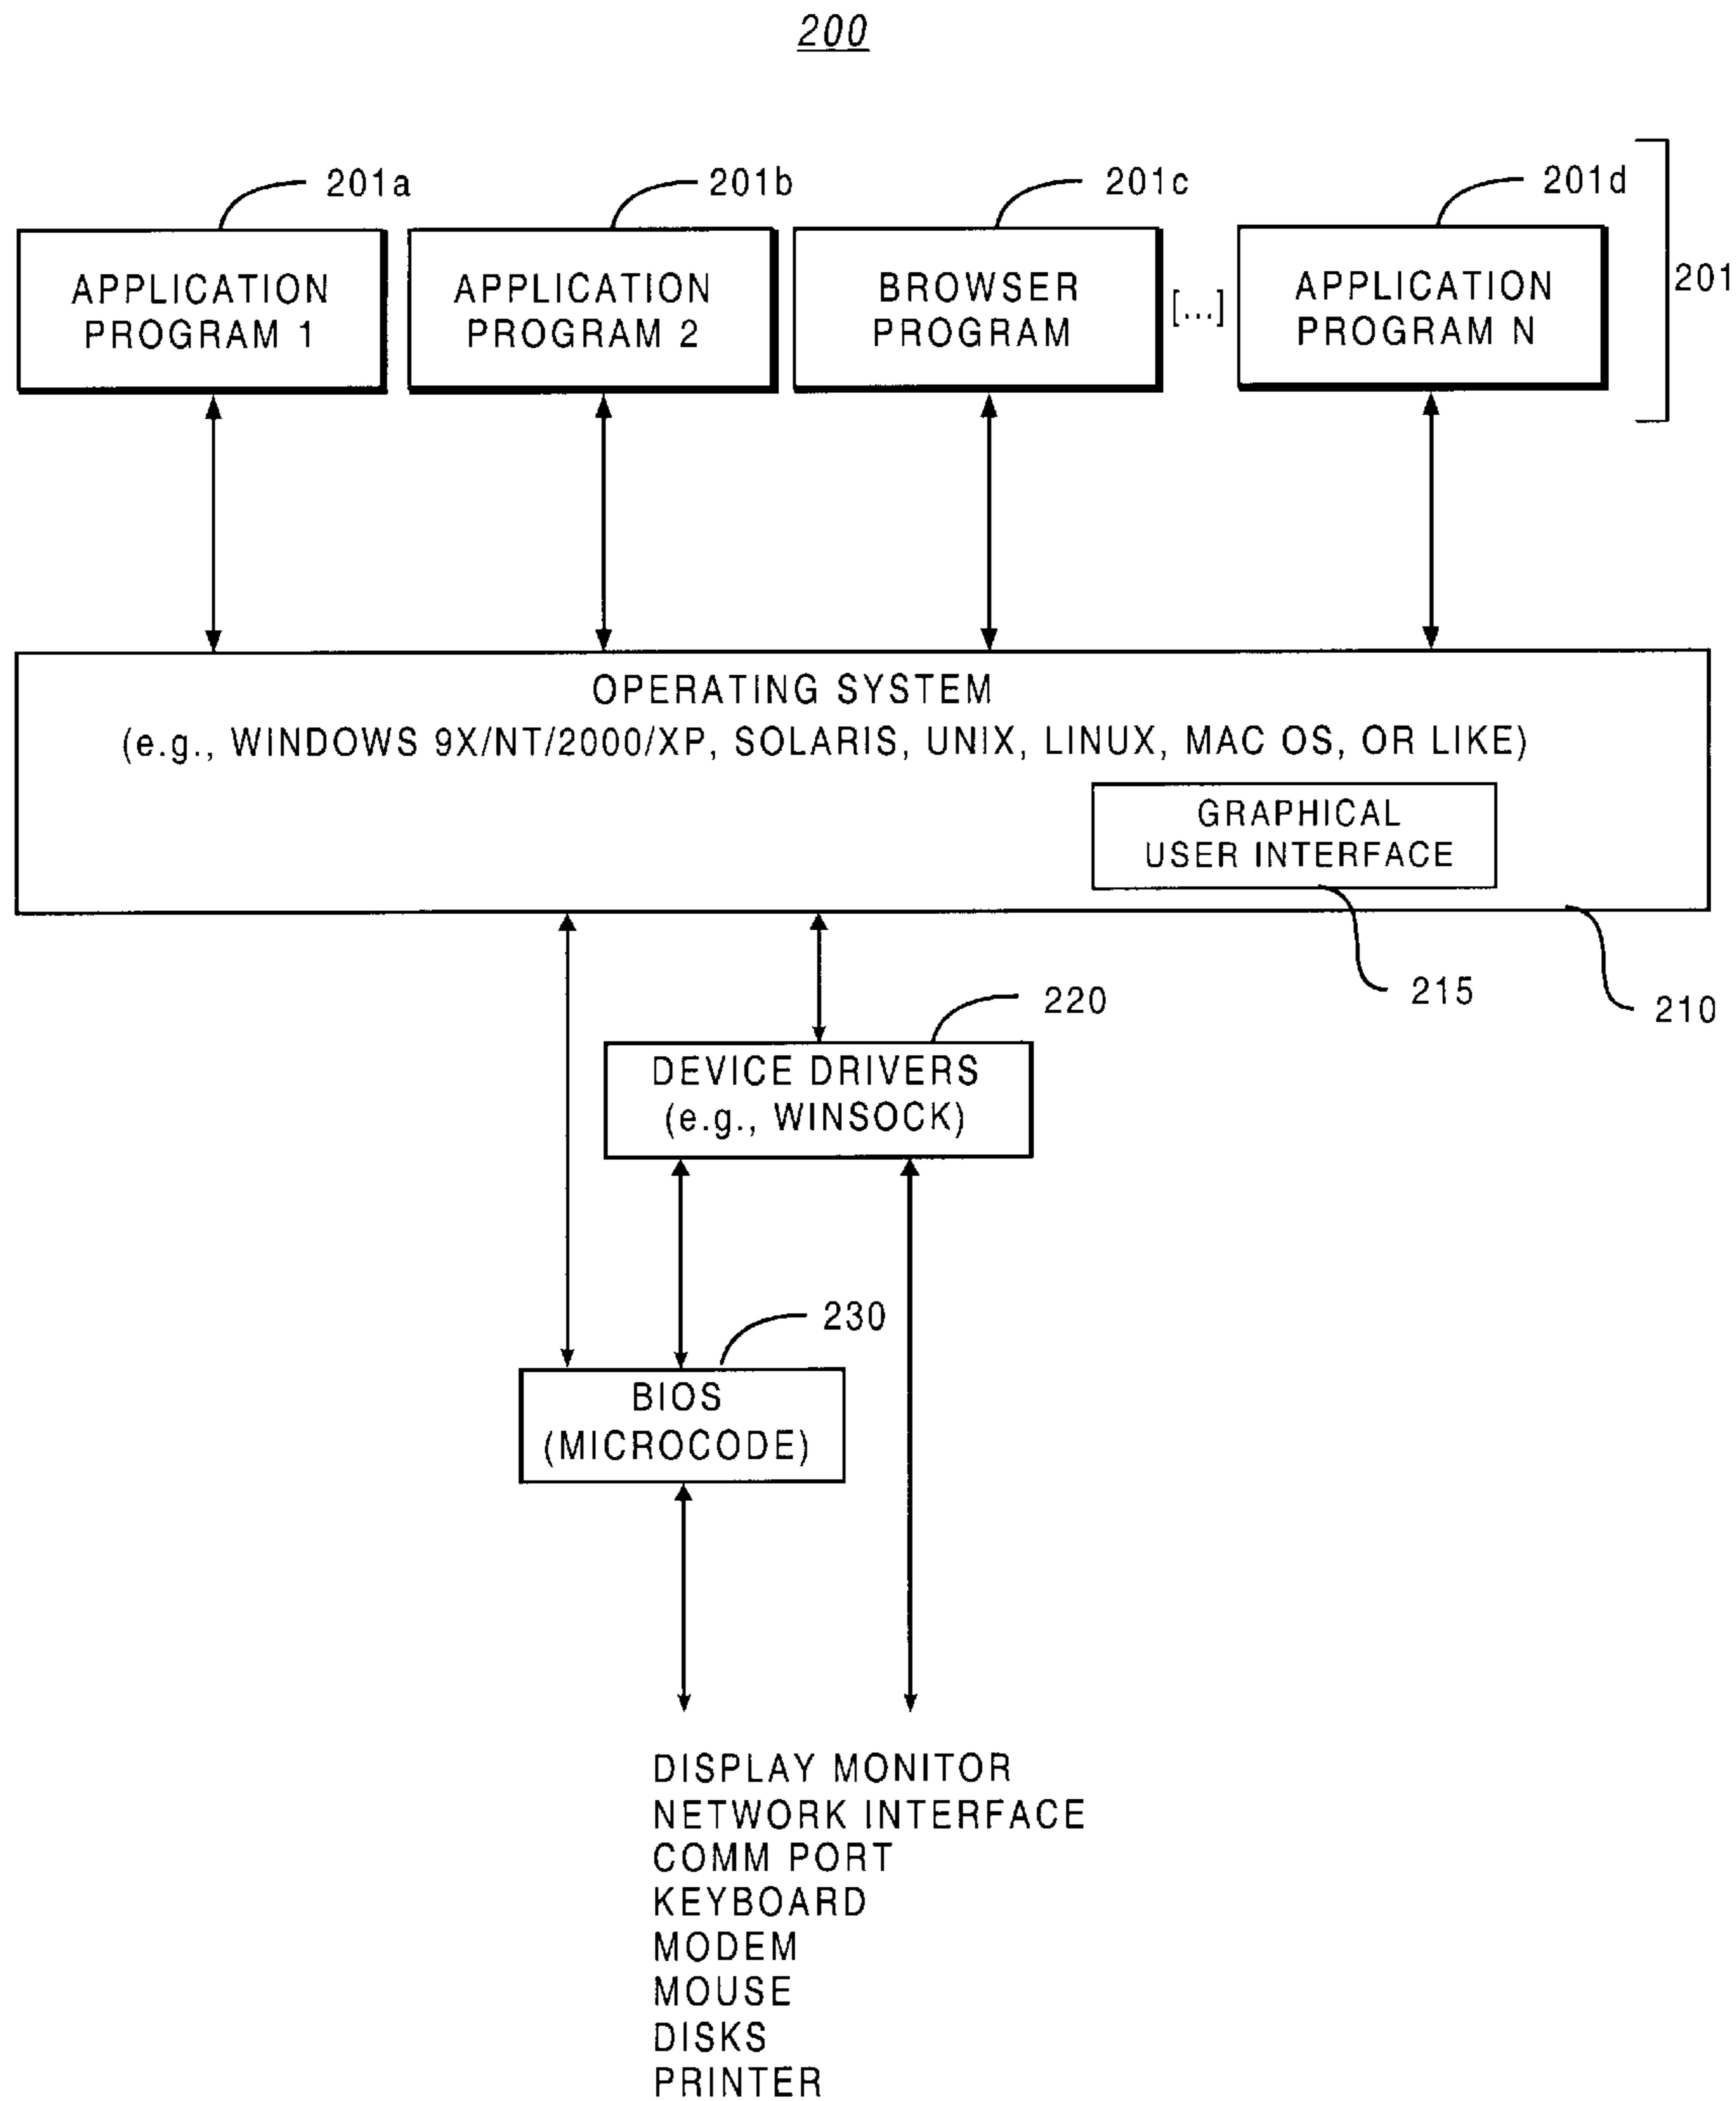 200
201a
201b
201c
201d
201
APPLICATION
PROGRAM 1
APPLICATION
PROGRAM 2
BROWSER
PROGRAM
[...]
APPLICATION
PROGRAM N
OPERATING SYSTEM
(e.g., WINDOWS 9X/NT/2000/XP, SOLARIS, UNIX, LINUX, MAC OS, OR LIKE)
GRAPHICAL
USER INTERFACE
215
210
220
DEVICE DRIVERS
(e.g., WINSOCK)
230
BIOS
(MICROCODE)
DISPLAY MONITOR
NETWORK INTERFACE
COMM PORT
KEYBOARD
MODEM
MOUSE
DISKS
PRINTER